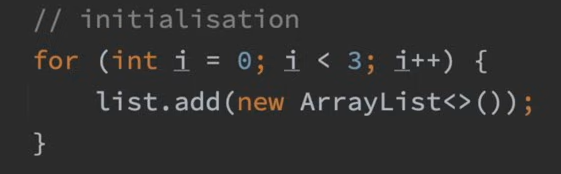 // initialisation
for (int i = 0; i < 3; i++) {
    list.add(new ArrayList<>());
}